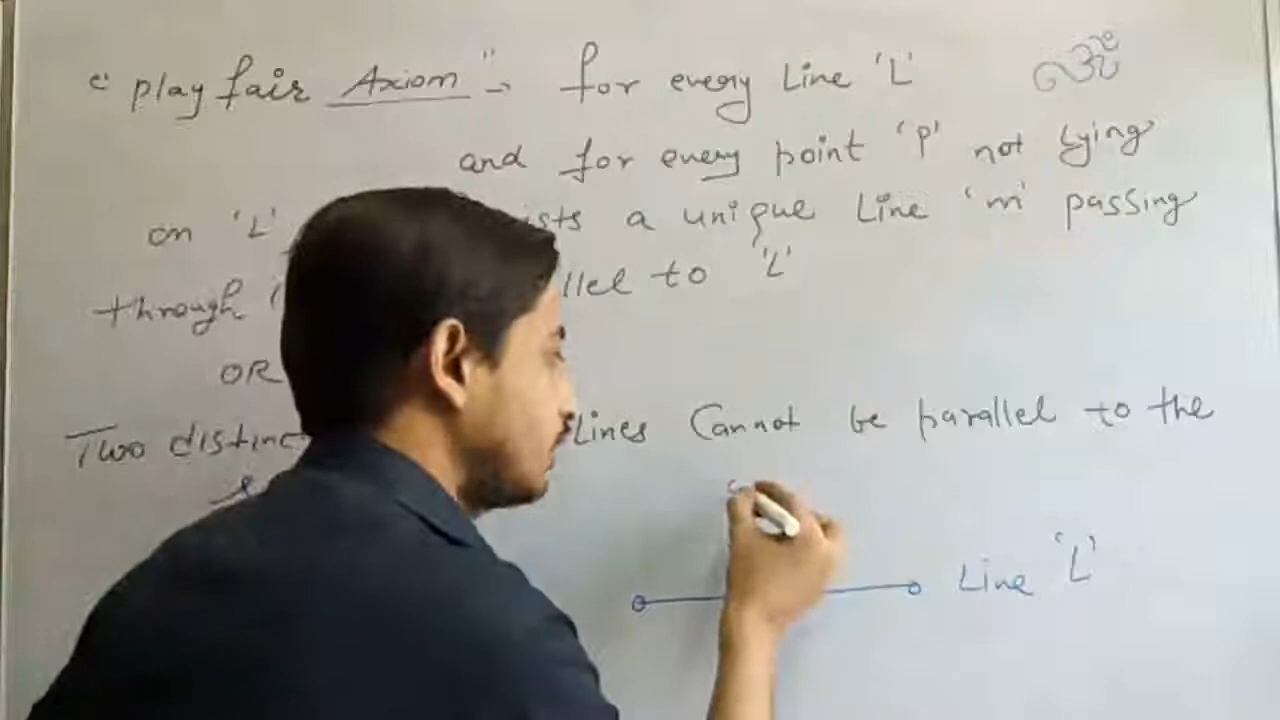 " Play fair Axiom " → for every Line 'L' ॐ
and for every point 'P' not lying
on 'L' ists a unique Line 'm' passing
through llel to 'L'
OR
Two distinc Lines Cannot be parallel to the
Line 'L'